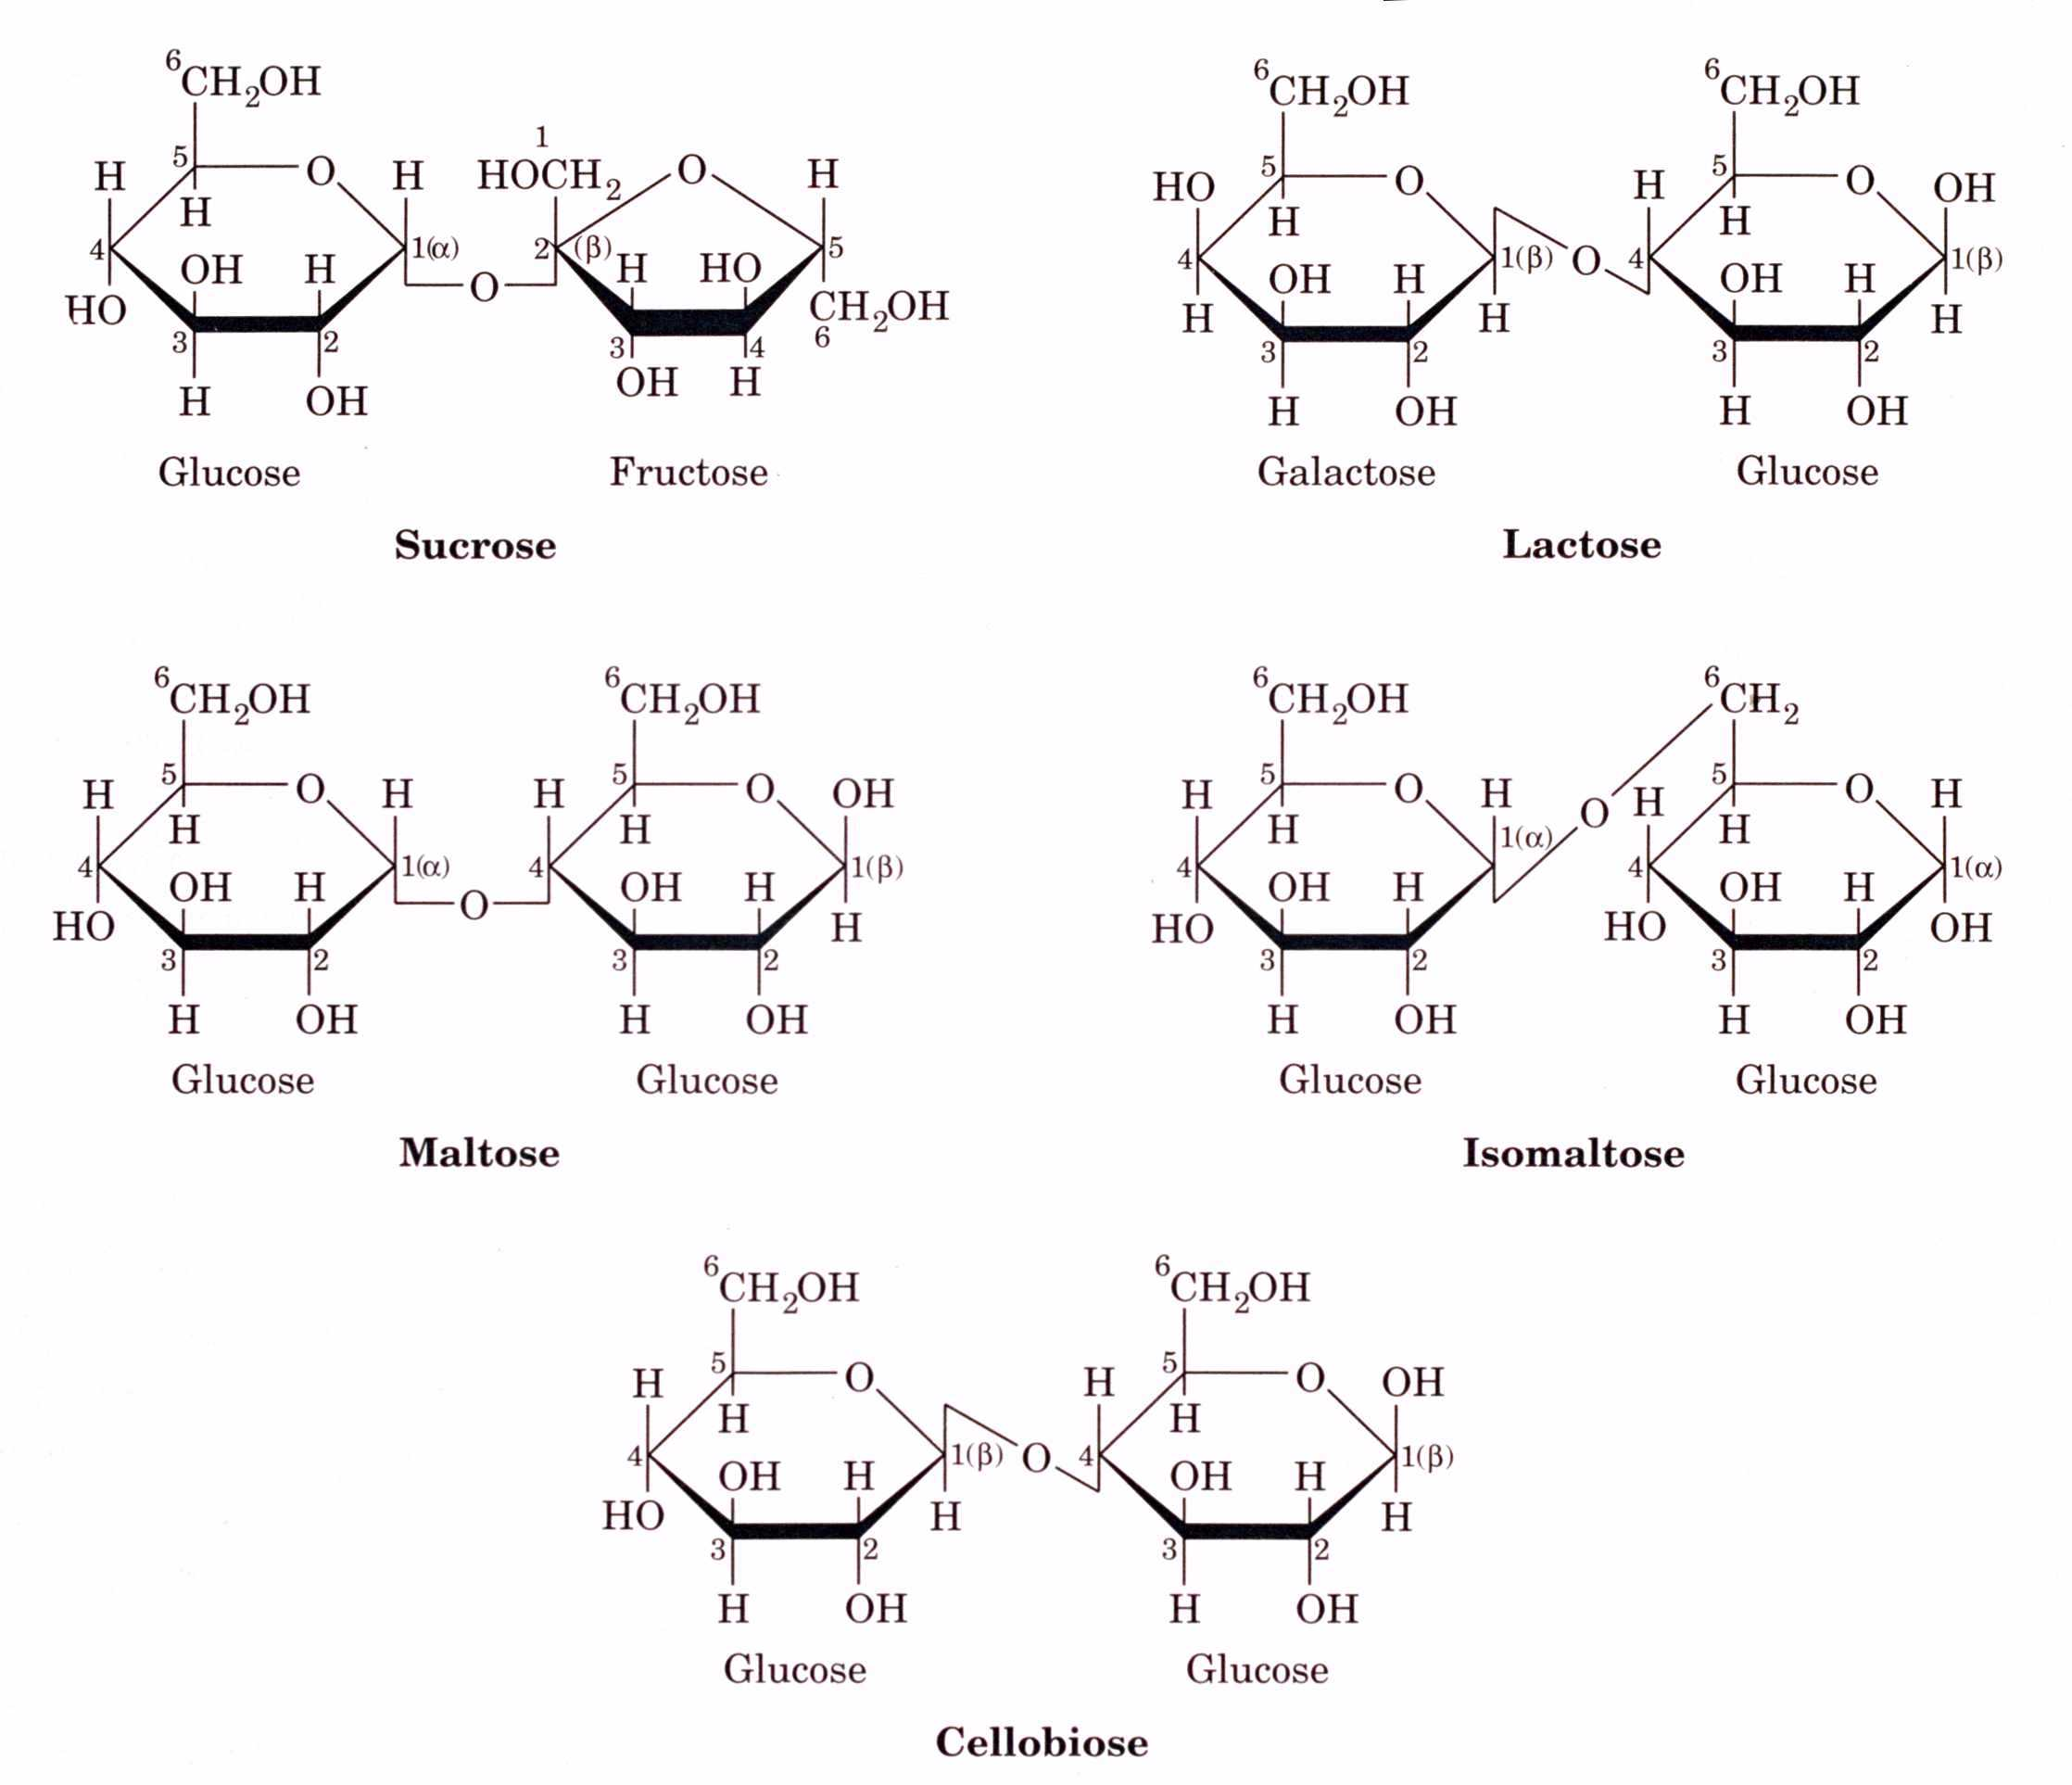 6CH2OH
1
H 5 O H HOCH2 O H
H
4 1(α) 2 (β) 5
OH H H HO
HO O CH2OH
3 2 3 4 6
H OH OH H
Glucose Fructose
Sucrose
6CH2OH 6CH2OH
HO 5 O H 5 O OH
H H
4 1(β) O 4 1(β)
OH H OH H
H H H
3 2 3 2
H OH H OH
Galactose Glucose
Lactose
6CH2OH 6CH2OH
H 5 O H H 5 O OH
H H
4 1(α) 4 1(β)
OH H OH H
HO O H
3 2 3 2
H OH H OH
Glucose Glucose
Maltose
6CH2OH 6CH2
H 5 O H O H 5 O H
H 1(α) H
4 4 1(α)
OH H OH H
HO HO OH
3 2 3 2
H OH H OH
Glucose Glucose
Isomaltose
6CH2OH 6CH2OH
H 5 O H 5 O OH
H H
4 1(β) O 4 1(β)
OH H OH H
HO H H
3 2 3 2
H OH H OH
Glucose Glucose
Cellobiose